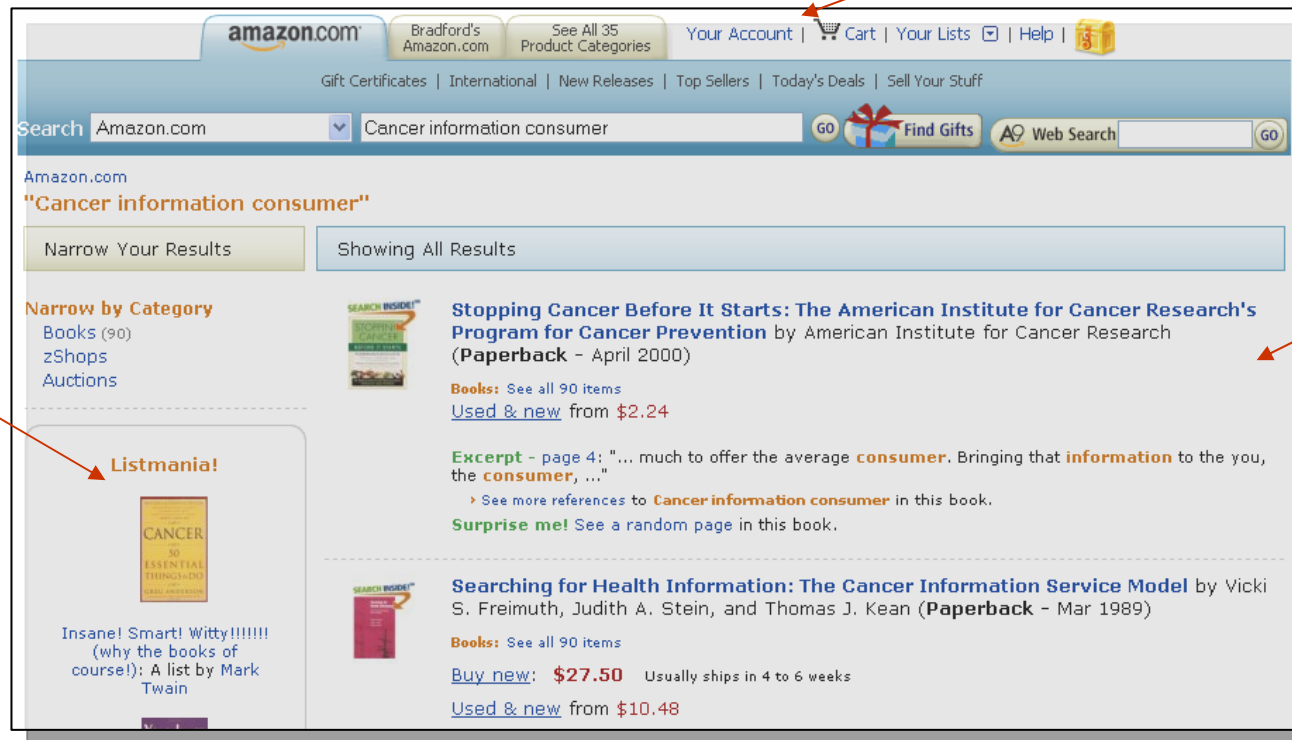 amazon.com
Bradford's
Amazon.com
See All 35
Product Categories
Your Account | Cart | Your Lists | Help |
Gift Certificates | International | New Releases | Top Sellers | Today's Deals | Sell Your Stuff
Search Amazon.com Cancer information consumer GO Find Gifts A9 Web Search GO
Amazon.com
"Cancer information consumer"
Narrow Your Results
Showing All Results
Narrow by Category
Books (90)
zShops
Auctions
Listmania!
CANCER
50
ESSENTIAL
THINGS to DO
GREG ANDERSON
Insane! Smart! Witty!!!!!!!
(why the books of
course!): A list by Mark
Twain
SEARCH INSIDE!™
STOPPING
CANCER
BEFORE IT STARTS
Stopping Cancer Before It Starts: The American Institute for Cancer Research's
Program for Cancer Prevention by American Institute for Cancer Research
(Paperback - April 2000)
Books: See all 90 items
Used & new from $2.24
Excerpt - page 4: "... much to offer the average consumer. Bringing that information to the you,
the consumer, ..."
› See more references to Cancer information consumer in this book.
Surprise me! See a random page in this book.
SEARCH INSIDE!™
Searching for Health Information: The Cancer Information Service Model by Vicki
S. Freimuth, Judith A. Stein, and Thomas J. Kean (Paperback - Mar 1989)
Books: See all 90 items
Buy new: $27.50 Usually ships in 4 to 6 weeks
Used & new from $10.48